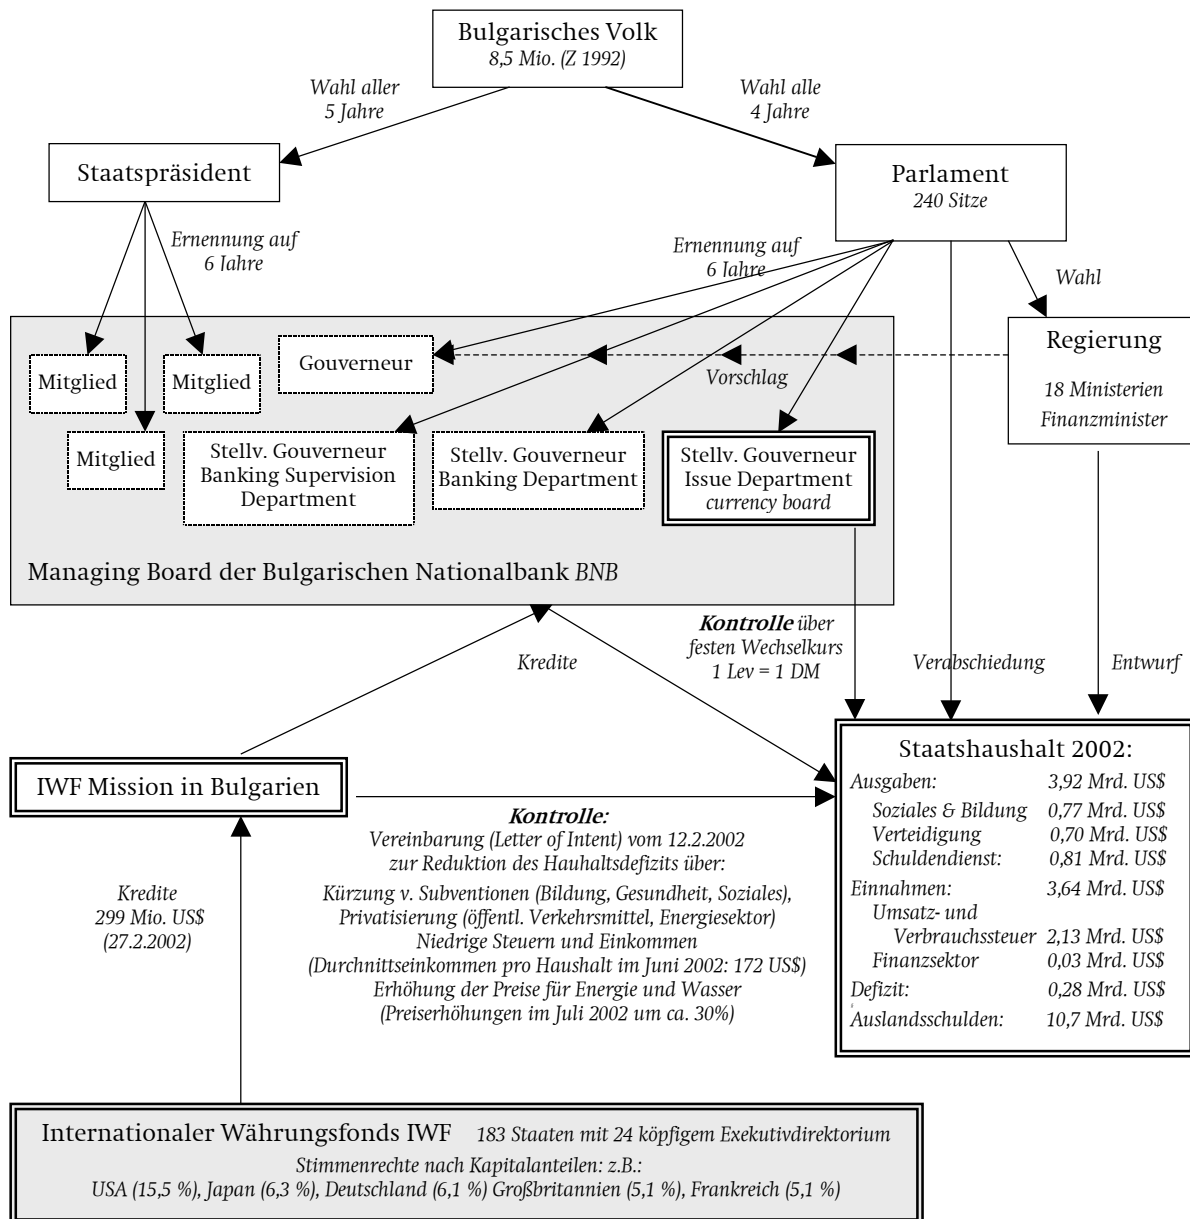 Bulgarisches Volk
8,5 Mio. (Z 1992)
Wahl aller
5 Jahre
Wahl alle
4 Jahre
Staatspräsident
Parlament
240 Sitze
Ernennung auf
6 Jahre
Ernennung auf
6 Jahre
Wahl
Mitglied
Mitglied
Mitglied
Gouverneur
Vorschlag
Regierung
18 Ministerien
Finanzminister
Stellv. Gouverneur
Banking Supervision
Department
Stellv. Gouverneur
Banking Department
Stellv. Gouverneur
Issue Department
currency board
Managing Board der Bulgarischen Nationalbank BNB
Kredite
Kontrolle über
festen Wechselkurs
1 Lev = 1 DM
Verabschiedung
Entwurf
IWF Mission in Bulgarien
Kontrolle:
Vereinbarung (Letter of Intent) vom 12.2.2002
zur Reduktion des Hauhaltsdefizits über:
Kürzung v. Subventionen (Bildung, Gesundheit, Soziales),
Privatisierung (öffentl. Verkehrsmittel, Energiesektor)
Niedrige Steuern und Einkommen
(Durchnittseinkommen pro Haushalt im Juni 2002: 172 US$)
Erhöhung der Preise für Energie und Wasser
(Preiserhöhungen im Juli 2002 um ca. 30%)
Kredite
299 Mio. US$
(27.2.2002)
Staatshaushalt 2002:
Ausgaben: 3,92 Mrd. US$
Soziales & Bildung 0,77 Mrd. US$
Verteidigung 0,70 Mrd. US$
Schuldendienst: 0,81 Mrd. US$
Einnahmen: 3,64 Mrd. US$
Umsatz- und
Verbrauchssteuer 2,13 Mrd. US$
Finanzsektor 0,03 Mrd. US$
Defizit: 0,28 Mrd. US$
Auslandsschulden: 10,7 Mrd. US$
Internationaler Währungsfonds IWF 183 Staaten mit 24 köpfigem Exekutivdirektorium
Stimmenrechte nach Kapitalanteilen: z.B.:
USA (15,5 %), Japan (6,3 %), Deutschland (6,1 %) Großbritannien (5,1 %), Frankreich (5,1 %)